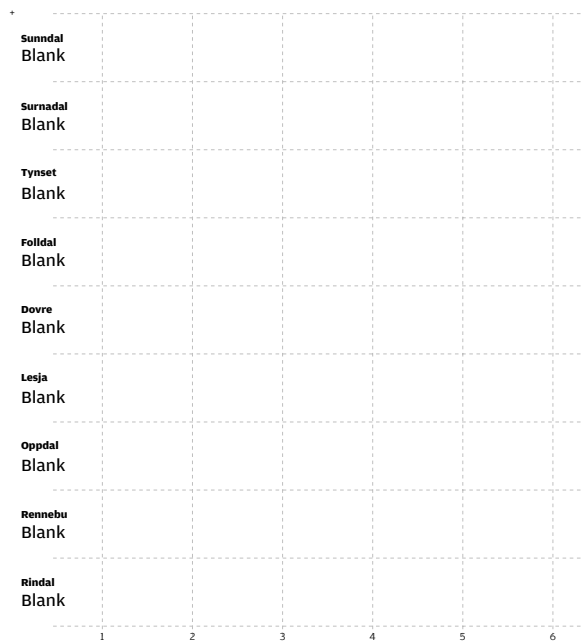 +
Sunndal
Blank
Surnadal
Blank
Tynset
Blank
Folldal
Blank
Dovre
Blank
Lesja
Blank
Oppdal
Blank
Rennebu
Blank
Rindal
Blank
1 2 3 4 5 6